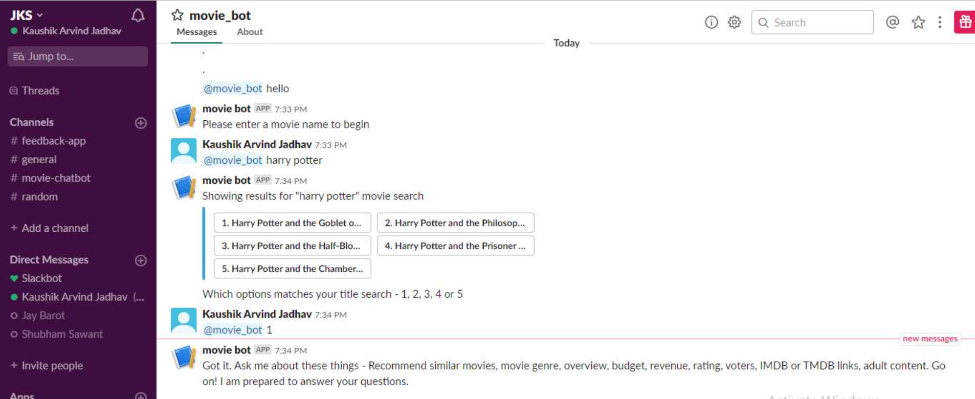 JKS
Kaushik Arvind Jadhav
Jump to...
Threads
Channels
# feedback-app
# general
# movie-chatbot
# random
+ Add a channel
Direct Messages
Slackbot
Kaushik Arvind Jadhav (...
Jay Barot
Shubham Sawant
+ Invite people
Apps
movie_bot
Messages About
Search
Today
.
.
@movie_bot hello
movie bot APP 7:33 PM
Please enter a movie name to begin
Kaushik Arvind Jadhav 7:33 PM
@movie_bot harry potter
movie bot APP 7:34 PM
Showing results for "harry potter" movie search
1. Harry Potter and the Goblet o... 2. Harry Potter and the Philosop...
3. Harry Potter and the Half-Blo... 4. Harry Potter and the Prisoner ...
5. Harry Potter and the Chamber...
Which options matches your title search - 1, 2, 3, 4 or 5
Kaushik Arvind Jadhav 7:34 PM
@movie_bot 1
new messages
movie bot APP 7:34 PM
Got it. Ask me about these things - Recommend similar movies, movie genre, overview, budget, revenue, rating, voters, IMDB or TMDB links, adult content. Go
on! I am prepared to answer your questions.